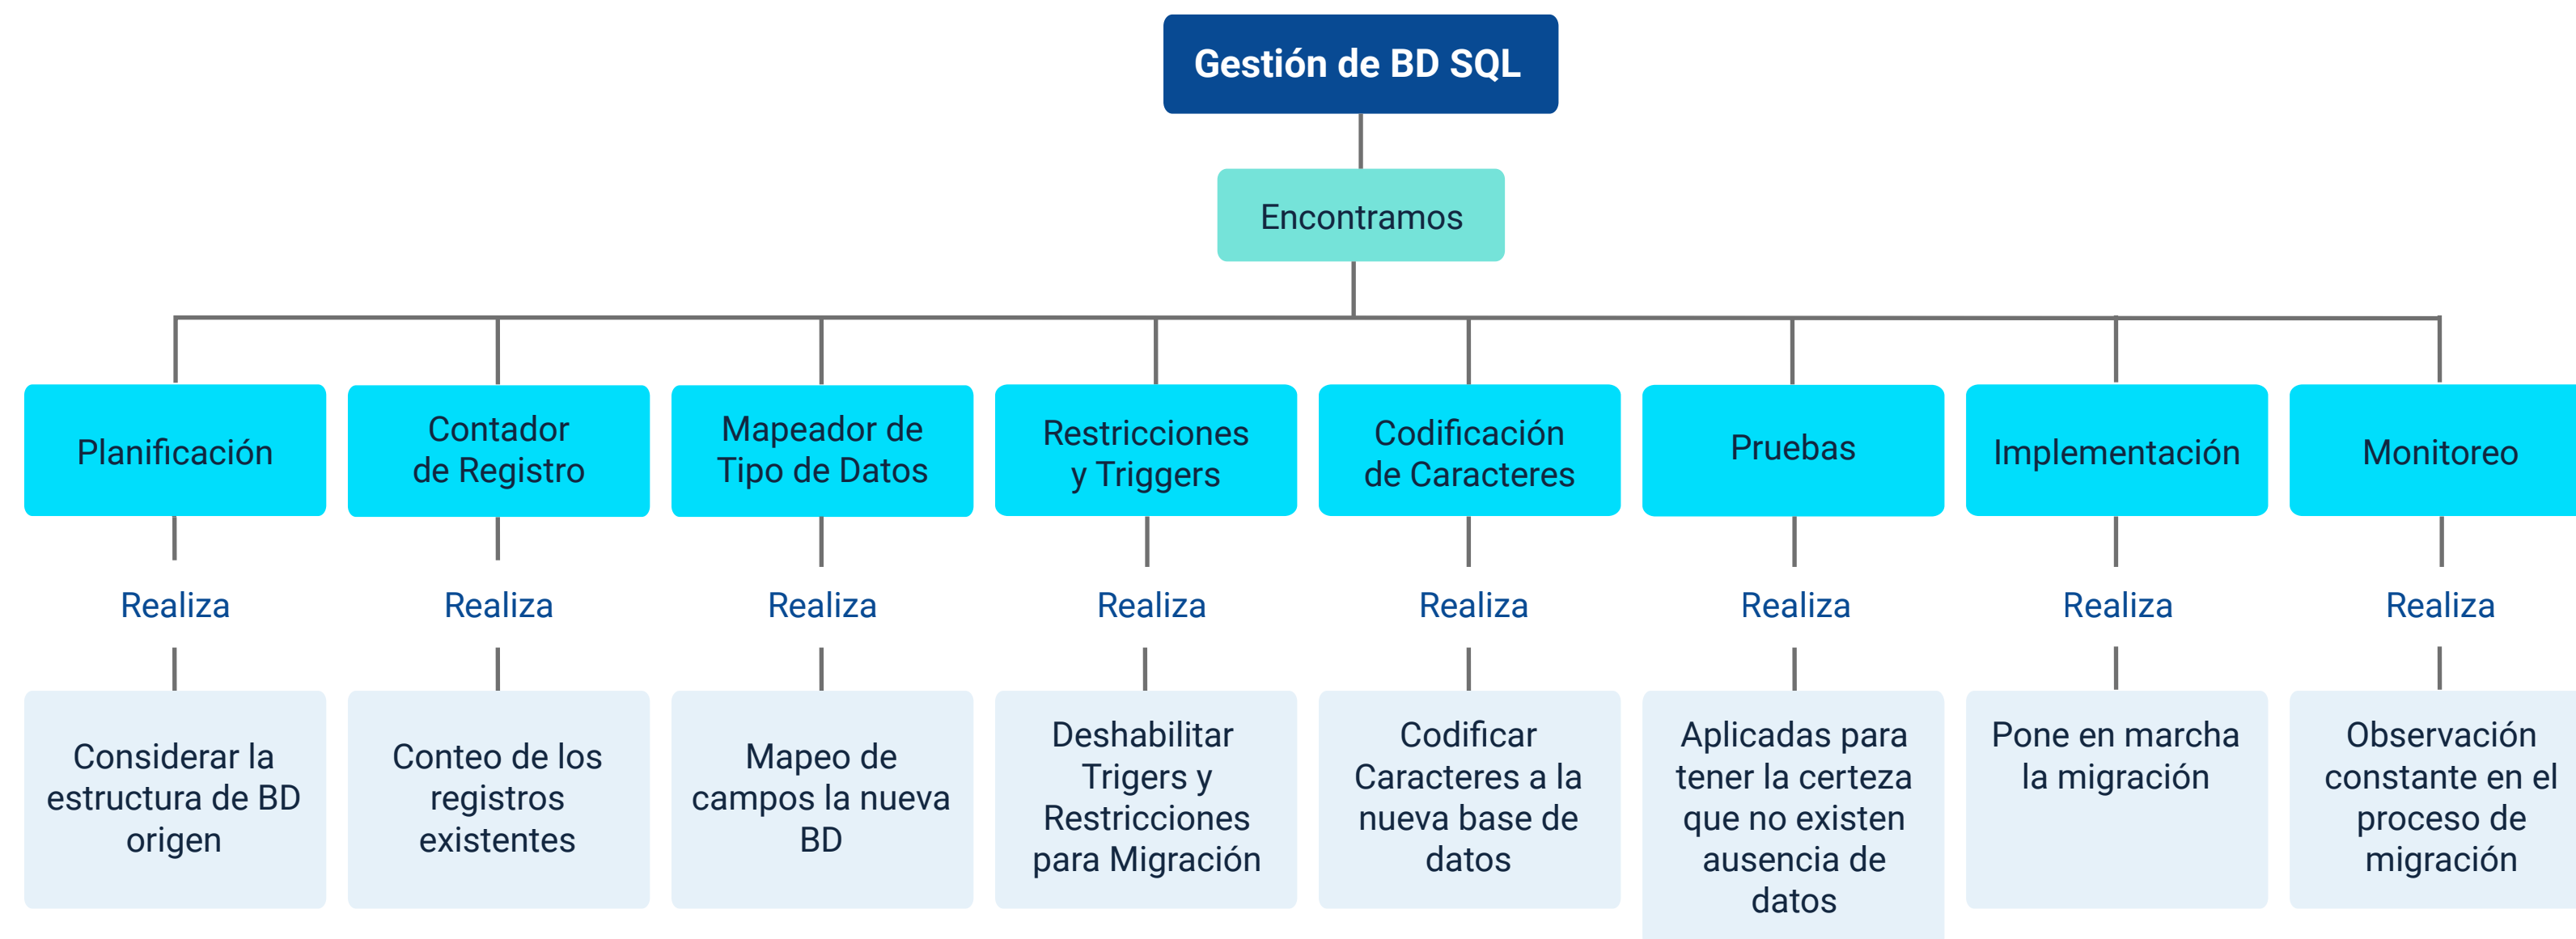 Gestión de BD SQL
Encontramos
Planificación
Contador
de Registro
Mapeador de
Tipo de Datos
Restricciones
y Triggers
Codificación
de Caracteres
Pruebas
Implementación
Monitoreo
Realiza
Realiza
Realiza
Realiza
Realiza
Realiza
Realiza
Realiza
Considerar la
estructura de BD
origen
Conteo de los
registros
existentes
Mapeo de
campos la nueva
BD
Deshabilitar
Trigers y
Restricciones
para Migración
Codificar
Caracteres a la
nueva base de
datos
Aplicadas para
tener la certeza
que no existen
ausencia de
datos
Pone en marcha
la migración
Observación
constante en el
proceso de
migración